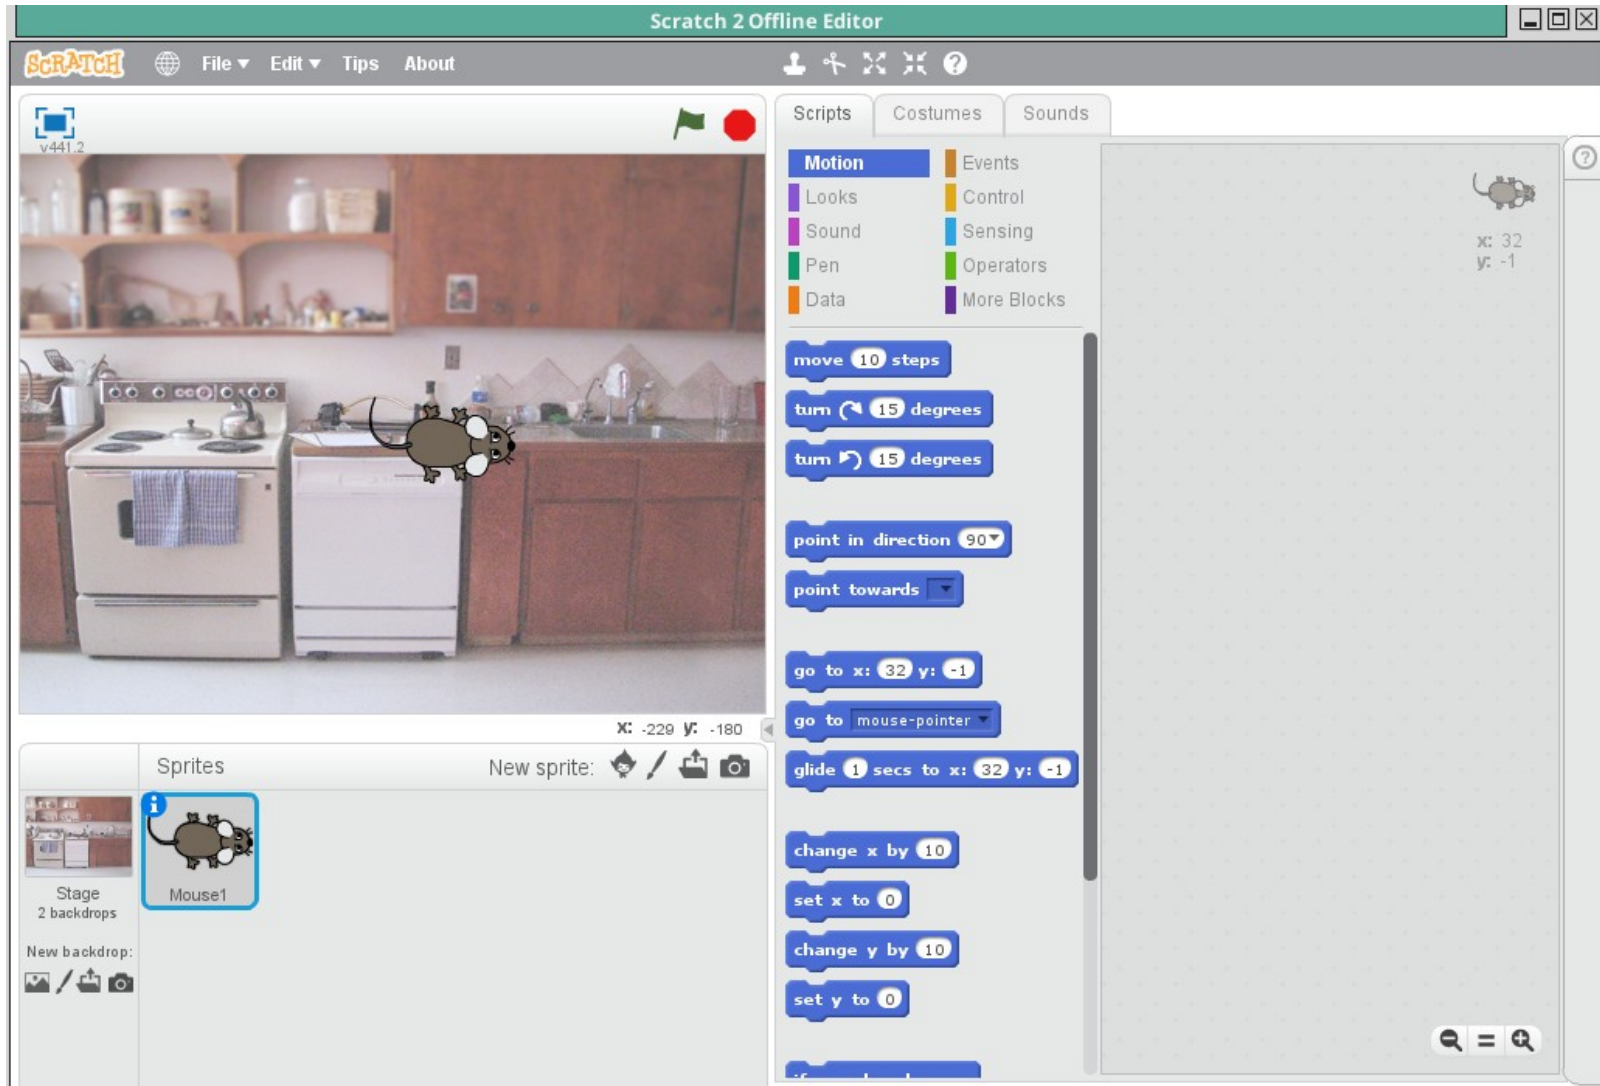 Scratch 2 Offline Editor
SCRATCH File Edit Tips About
v441.2
Scripts Costumes Sounds
Motion Events
Looks Control
Sound Sensing
Pen Operators
Data More Blocks
x: 32
y: -1
move 10 steps
turn 15 degrees
turn 15 degrees
point in direction 90
point towards
go to x: 32 y: -1
go to mouse-pointer
glide 1 secs to x: 32 y: -1
change x by 10
set x to 0
change y by 10
set y to 0
X: -229 y: -180
Sprites New sprite:
Stage
2 backdrops
New backdrop:
Mouse1